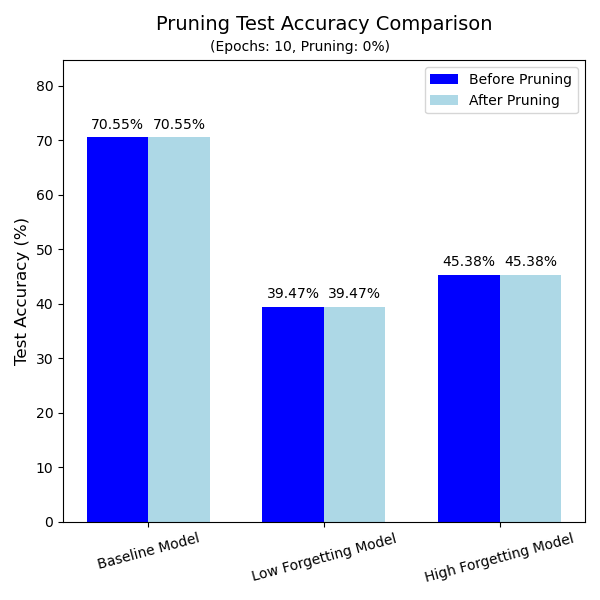 Pruning Test Accuracy Comparison
(Epochs: 10, Pruning: 0%)
Before Pruning
After Pruning
Test Accuracy (%)
80
70
60
50
40
30
20
10
0
70.55% 70.55%
39.47% 39.47%
45.38% 45.38%
Baseline Model
Low Forgetting Model
High Forgetting Model